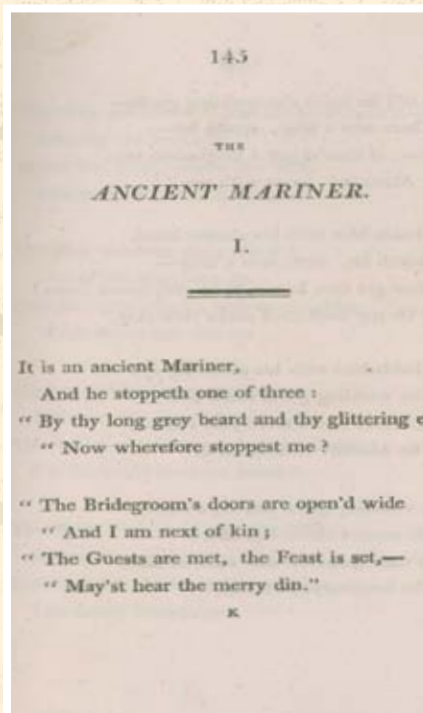 145
THE
ANCIENT MARINER.
I.
It is an ancient Mariner,
And he stoppeth one of three :
" By thy long grey beard and thy glittering
" Now wherefore stoppest me ?
" The Bridegroom's doors are open'd wide
" And I am next of kin ;
" The Guests are met, the Feast is set,—
" May'st hear the merry din."
K